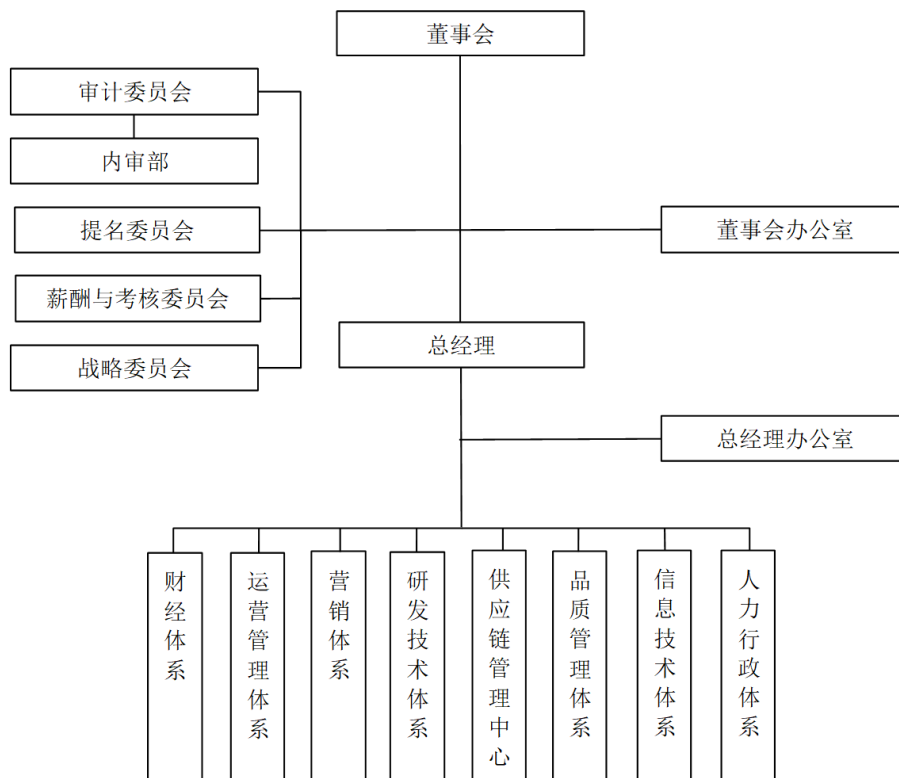 董事会
审计委员会
内审部
提名委员会
董事会办公室
薪酬与考核委员会
总经理
战略委员会
总经理办公室
财经体系
运营管理体系
营销体系
研发技术体系
供应链管理中心
品质管理体系
信息技术体系
人力行政体系